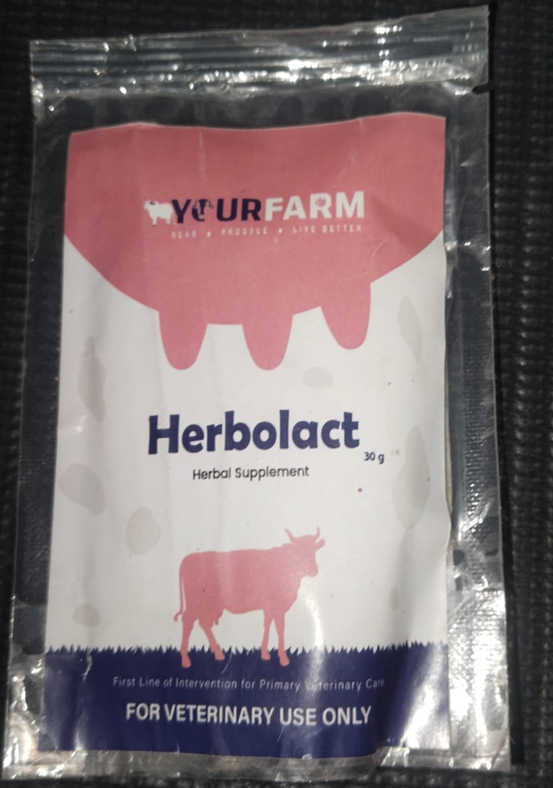 YOURFARM
REAR • PRODUCE • LIVE BETTER
Herbolact
30 g
Herbal Supplement
First Line of Intervention for Primary Veterinary Care
FOR VETERINARY USE ONLY